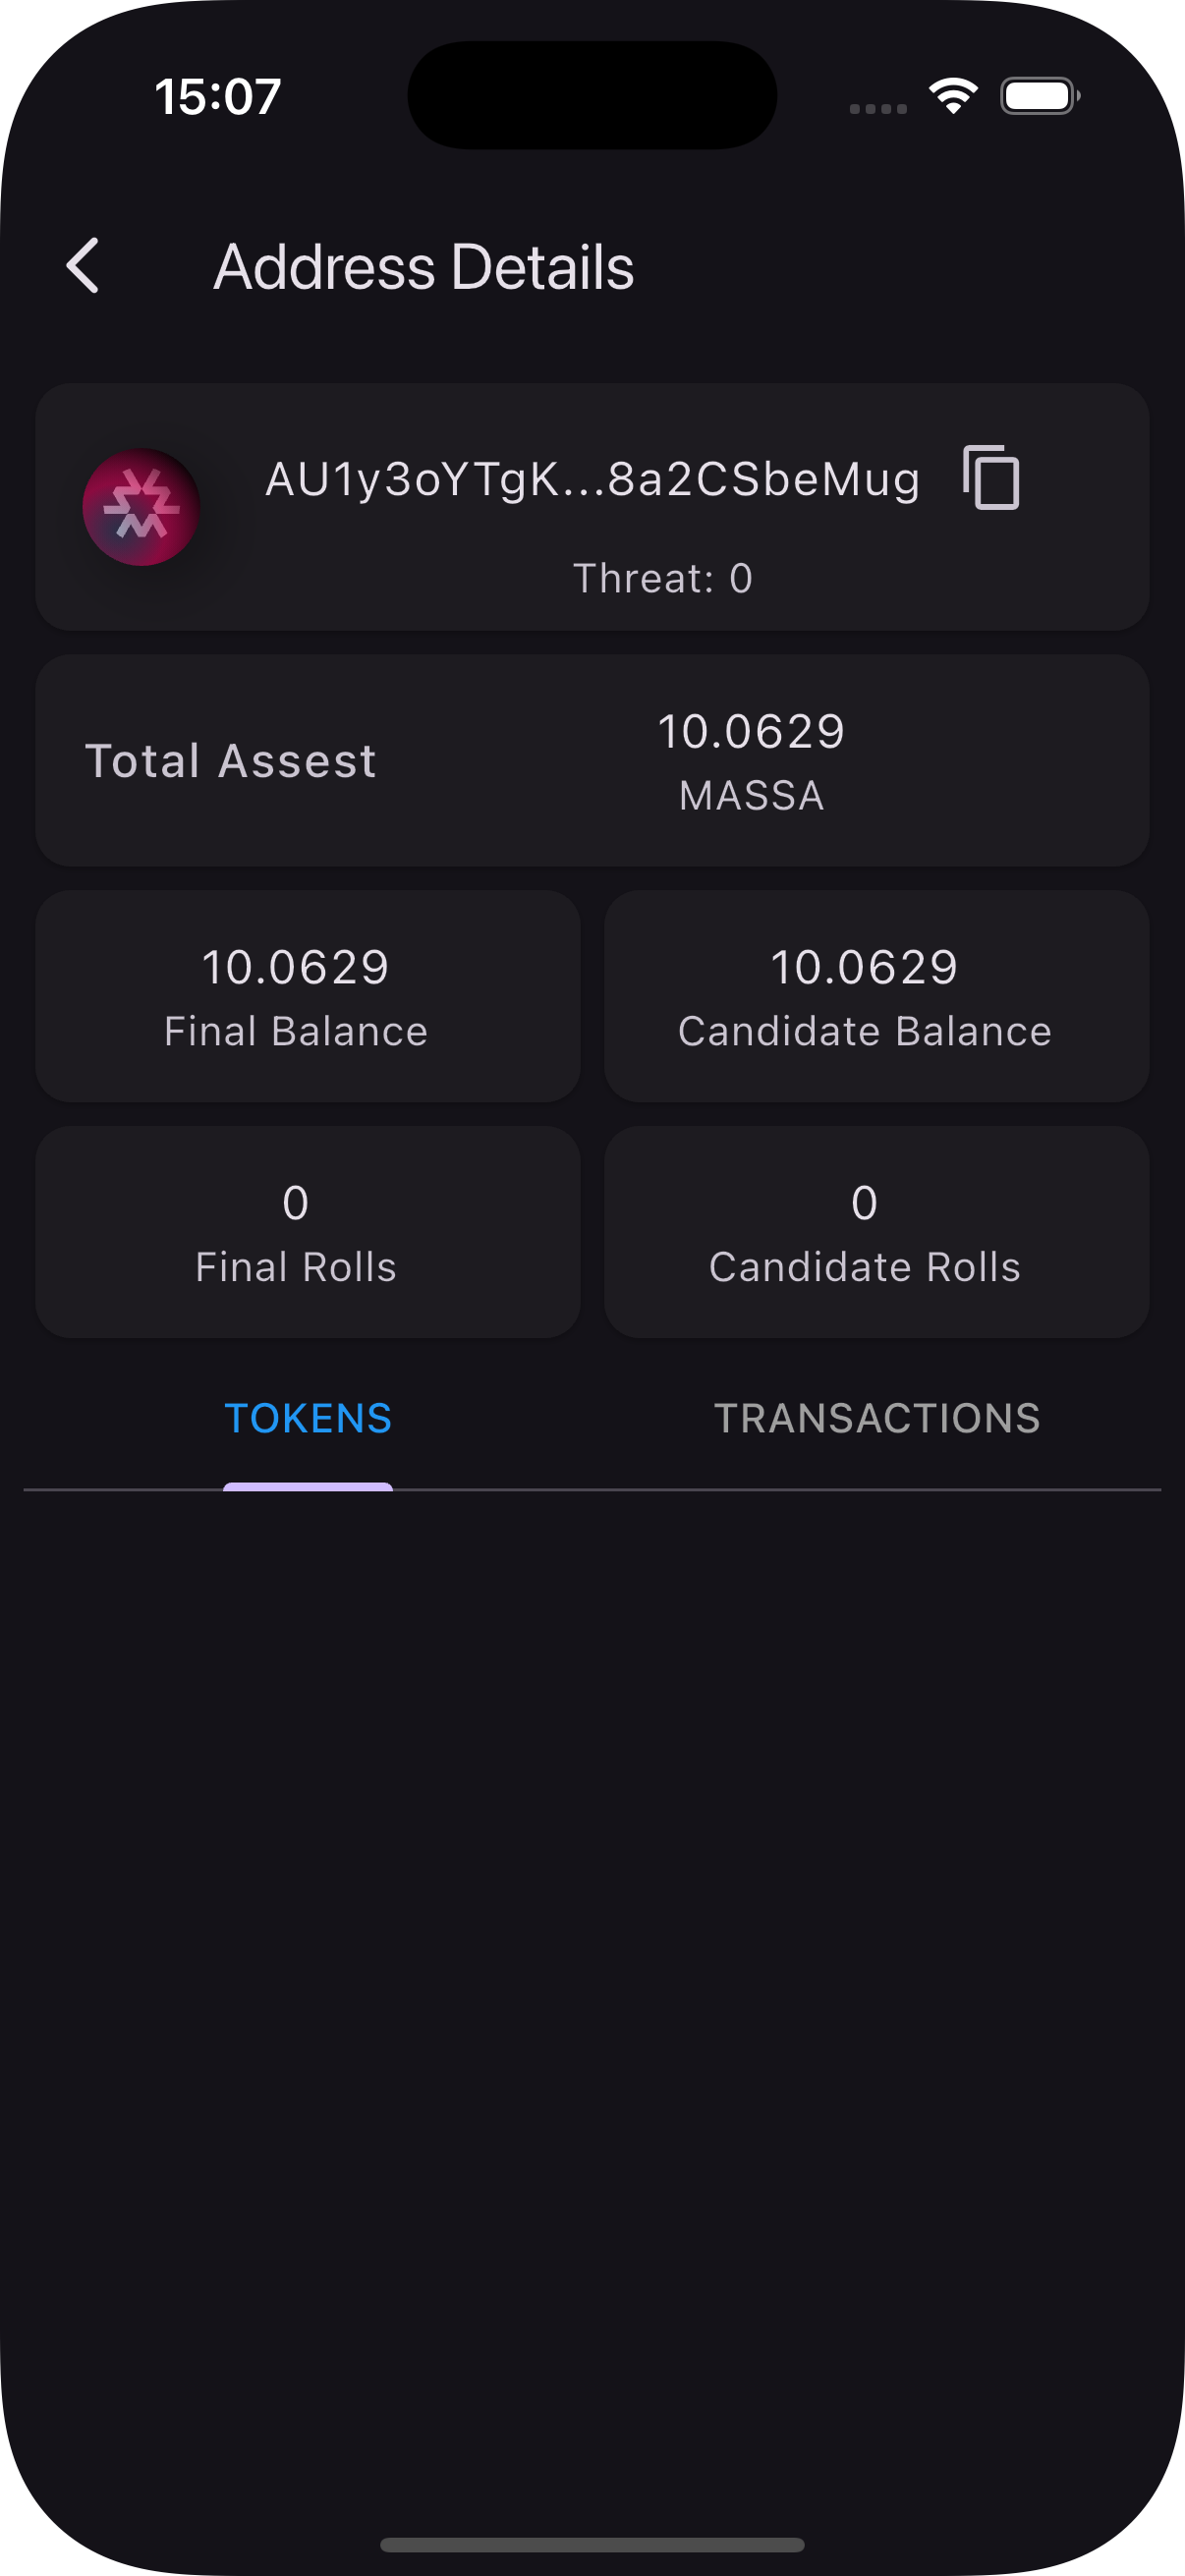 15:07
Address Details
AU1y3oYTgK...8a2CSbeMug
Threat: 0
Total Assest
10.0629
MASSA
10.0629
Final Balance
10.0629
Candidate Balance
0
Final Rolls
0
Candidate Rolls
TOKENS
TRANSACTIONS